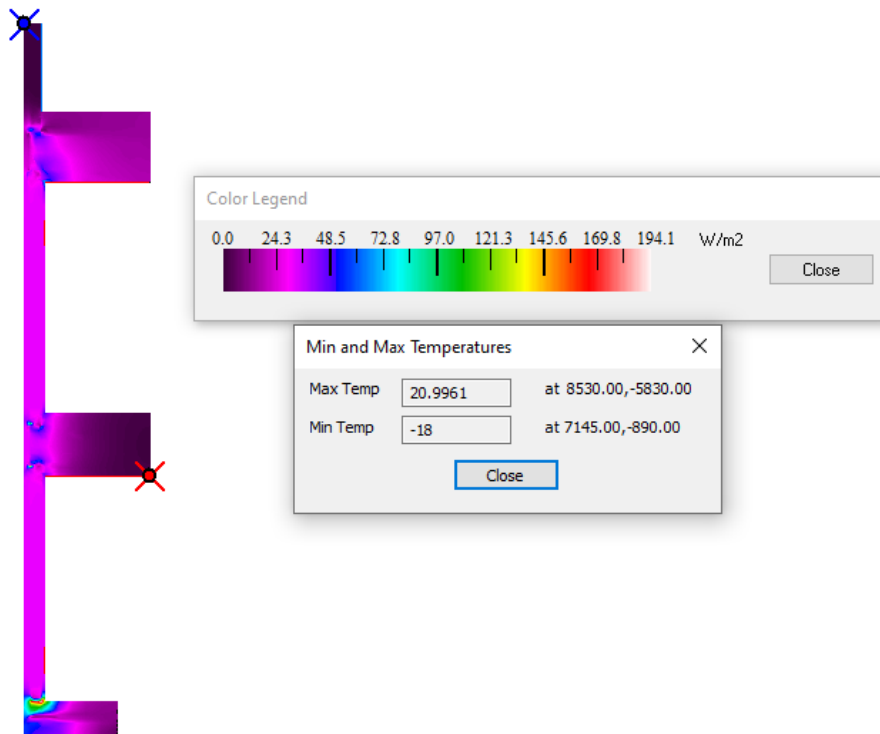 Color Legend
0.0 24.3 48.5 72.8 97.0 121.3 145.6 169.8 194.1 W/m2
Close
Min and Max Temperatures
Max Temp 20.9961 at 8530.00,-5830.00
Min Temp -18 at 7145.00,-890.00
Close